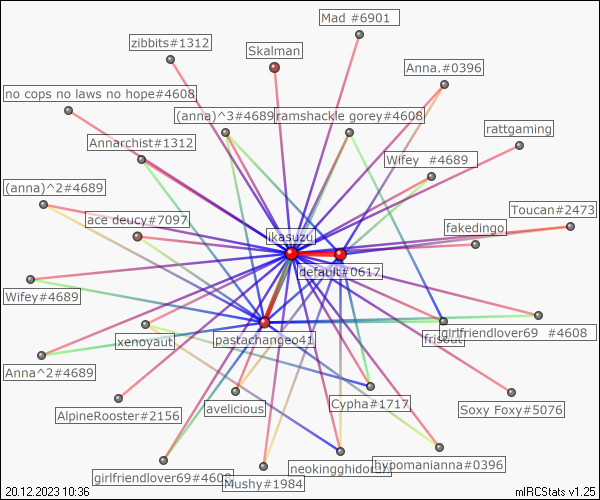 Mad #6901
zibbits#1312
Skalman
Anna.#0396
no cops no laws no hope#4608
(anna)^3#4689
ramshackle gorey#4608
rattgaming
Annarchist#1312
Wifey  #4689
(anna)^2#4689
Toucan#2473
ace deucy#7097
fakedingo
ikasuzu
default#0617
Wifey#4689
girlfriendlover69  #4608
xenoyaut
pastachangeo41
frisbut
Anna^2#4689
AlpineRooster#2156
avelicious
Cypha#1717
Soxy Foxy#5076
hypomanianna#0396
girlfriendlover69#4608
Mushy#1984
20.12.2023 10:36
mIRCStats v1.25